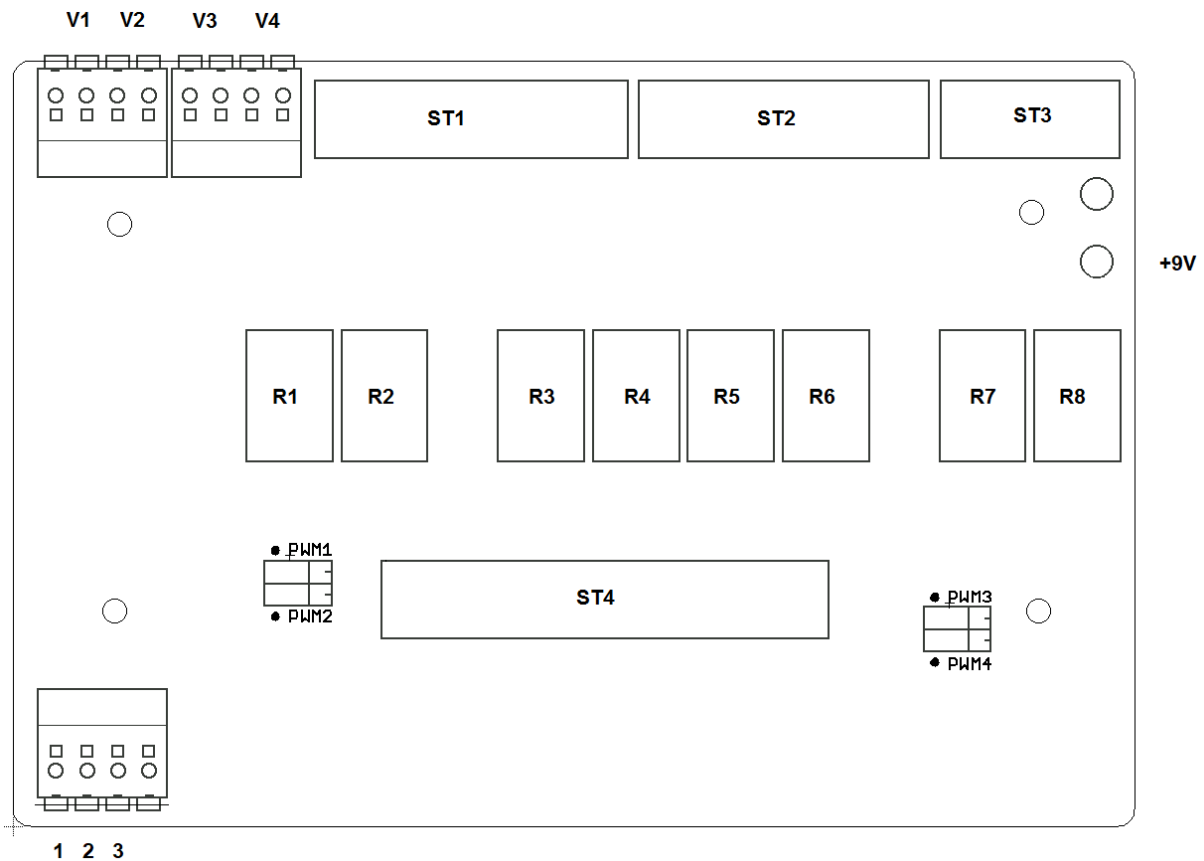 V1 V2 V3 V4
ST1 ST2 ST3
+9V
R1 R2 R3 R4 R5 R6 R7 R8
PWM1
PWM2
ST4
PWM3
PWM4
1 2 3